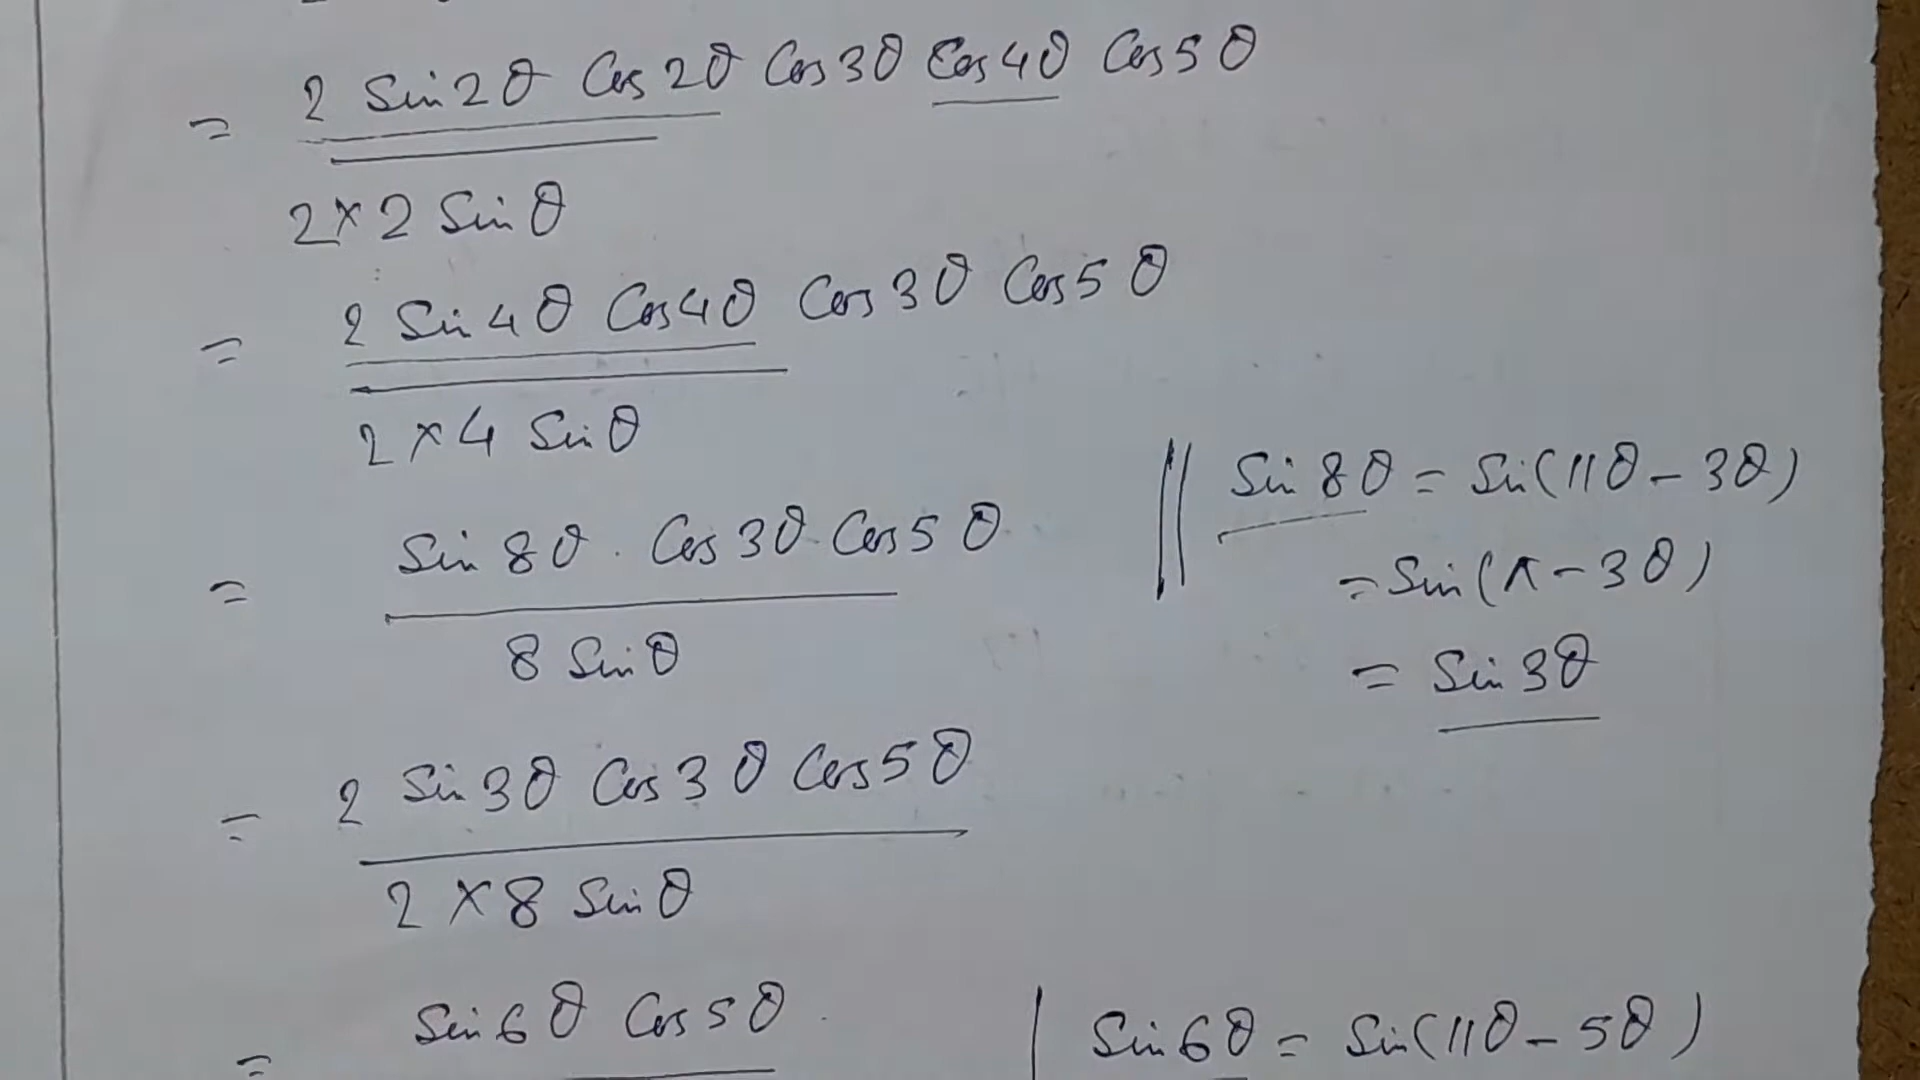 = 2 Sin2θ Cos2θ Cos3θ Cos4θ Cos5θ
2×2 Sinθ
= 2 Sin4θ Cos4θ Cos3θ Cos5θ
2×4 Sinθ
= Sin8θ. Cos3θ Cos5θ
8 Sinθ
Sin8θ = Sin(11θ - 3θ)
= Sin(π - 3θ)
= Sin3θ
= 2 Sin3θ Cos3θ Cos5θ
2×8 Sinθ
= Sin6θ Cos5θ
Sin6θ = Sin(11θ - 5θ)